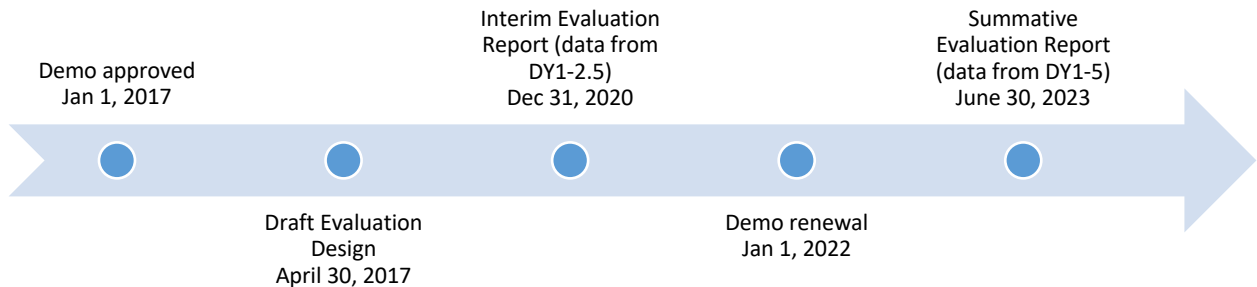 Demo approved
Jan 1, 2017
Draft Evaluation
Design
April 30, 2017
Interim Evaluation
Report (data from
DY1-2.5)
Dec 31, 2020
Demo renewal
Jan 1, 2022
Summative
Evaluation Report
(data from DY1-5)
June 30, 2023